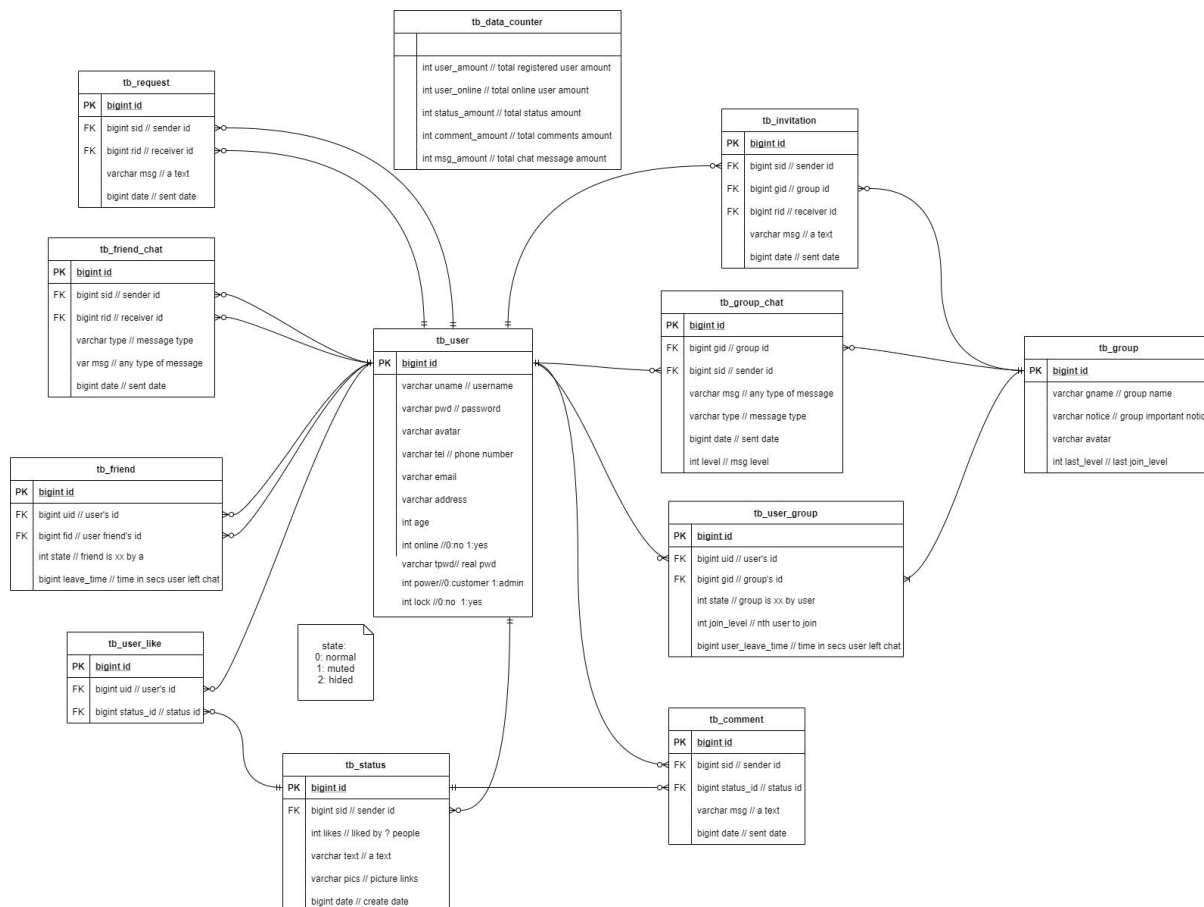 tb_data_counter
int user_amount // total registered user amount
int user_online // total online user amount
int status_amount // total status amount
int comment_amount // total comments amount
int msg_amount // total chat message amount
tb_request
PK bigint id
FK bigint sid // sender id
FK bigint rid // receiver id
varchar msg // a text
bigint date // sent date
tb_invitation
PK bigint id
FK bigint sid // sender id
FK bigint gid // group id
FK bigint rid // receiver id
varchar msg // a text
bigint date // sent date
tb_friend_chat
PK bigint id
FK bigint sid // sender id
FK bigint rid // receiver id
varchar type // message type
var msg // any type of message
bigint date // sent date
tb_user
PK bigint id
varchar uname // username
varchar pwd // password
varchar avatar
varchar tel // phone number
varchar email
varchar address
int age
int online //0:no 1:yes
varchar tpwd// real pwd
int power//0:customer 1:admin
int lock //0:no 1:yes
tb_group_chat
PK bigint id
FK bigint gid // group id
FK bigint sid // sender id
varchar msg // any type of message
varchar type // message type
bigint date // sent date
int level // msg level
tb_group
PK bigint id
varchar gname // group name
varchar notice // group important notic
varchar avatar
int last_level // last join_level
tb_friend
PK bigint id
FK bigint uid // user's id
FK bigint fid // user friend's id
int state // friend is xx by a
bigint leave_time // time in secs user left chat
tb_user_group
PK bigint id
FK bigint uid // user's id
FK bigint gid // group's id
int state // group is xx by user
int join_level // nth user to join
bigint user_leave_time // time in secs user left chat
tb_user_like
PK bigint id
FK bigint uid // user's id
FK bigint status_id // status id
state:
0: normal
1: muted
2: hided
tb_status
PK bigint id
FK bigint sid // sender id
int likes // liked by ? people
varchar text // a text
varchar pics // picture links
bigint date // create date
tb_comment
PK bigint id
FK bigint sid // sender id
FK bigint status_id // status id
varchar msg // a text
bigint date // sent date